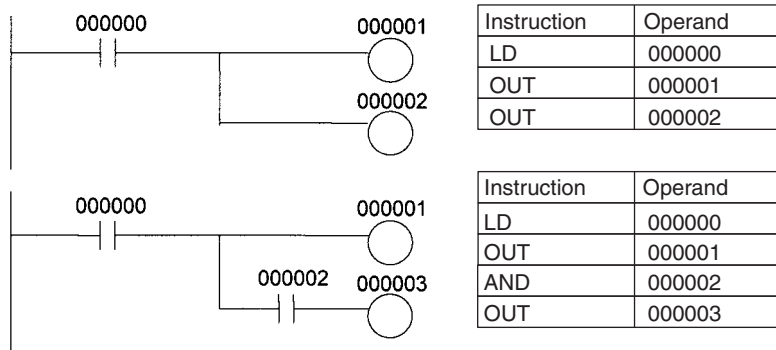 000000
000001
000002
Instruction Operand
LD 000000
OUT 000001
OUT 000002
000000
000001
000002
000003
Instruction Operand
LD 000000
OUT 000001
AND 000002
OUT 000003